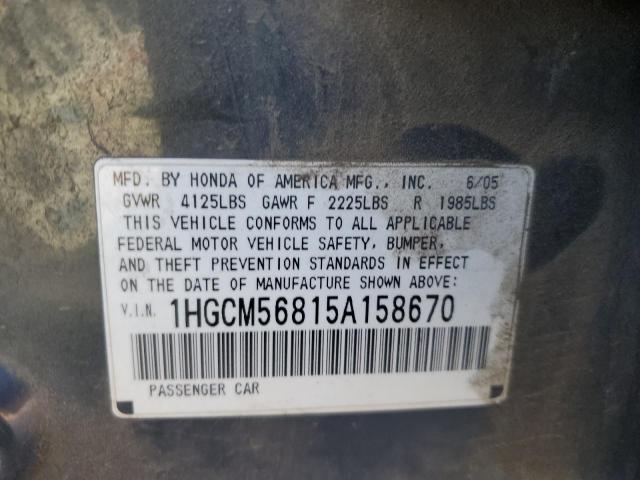 MFD. BY HONDA OF AMERICA MFG., INC. 6/05
GVWR 4125LBS GAWR F 2225LBS R 1985LBS
THIS VEHICLE CONFORMS TO ALL APPLICABLE
FEDERAL MOTOR VEHICLE SAFETY, BUMPER,
AND THEFT PREVENTION STANDARDS IN EFFECT
ON THE DATE OF MANUFACTURE SHOWN ABOVE:
V.I.N. 1HGCM56815A158670
PASSENGER CAR